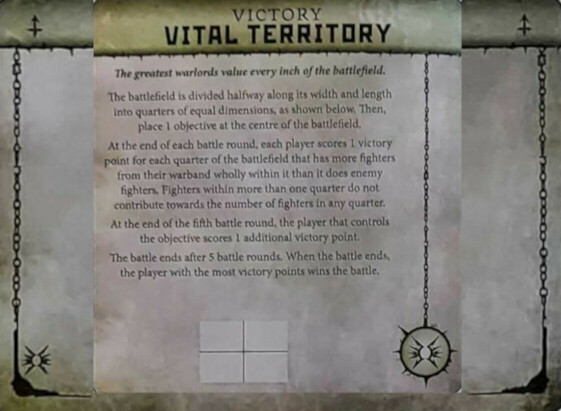 VICTORY
VITAL TERRITORY
The greatest warlords value every inch of the battlefield.
The battlefield is divided halfway along its width and length
into quarters of equal dimensions, as shown below. Then,
place 1 objective at the centre of the battlefield.
At the end of each battle round, each player scores 1 victory
point for each quarter of the battlefield that has more fighters
from their warband wholly within it than it does enemy
fighters. Fighters within more than one quarter do not
contribute towards the number of fighters in any quarter.
At the end of the fifth battle round, the player that controls
the objective scores 1 additional victory point.
The battle ends after 5 battle rounds. When the battle ends,
the player with the most victory points wins the battle.